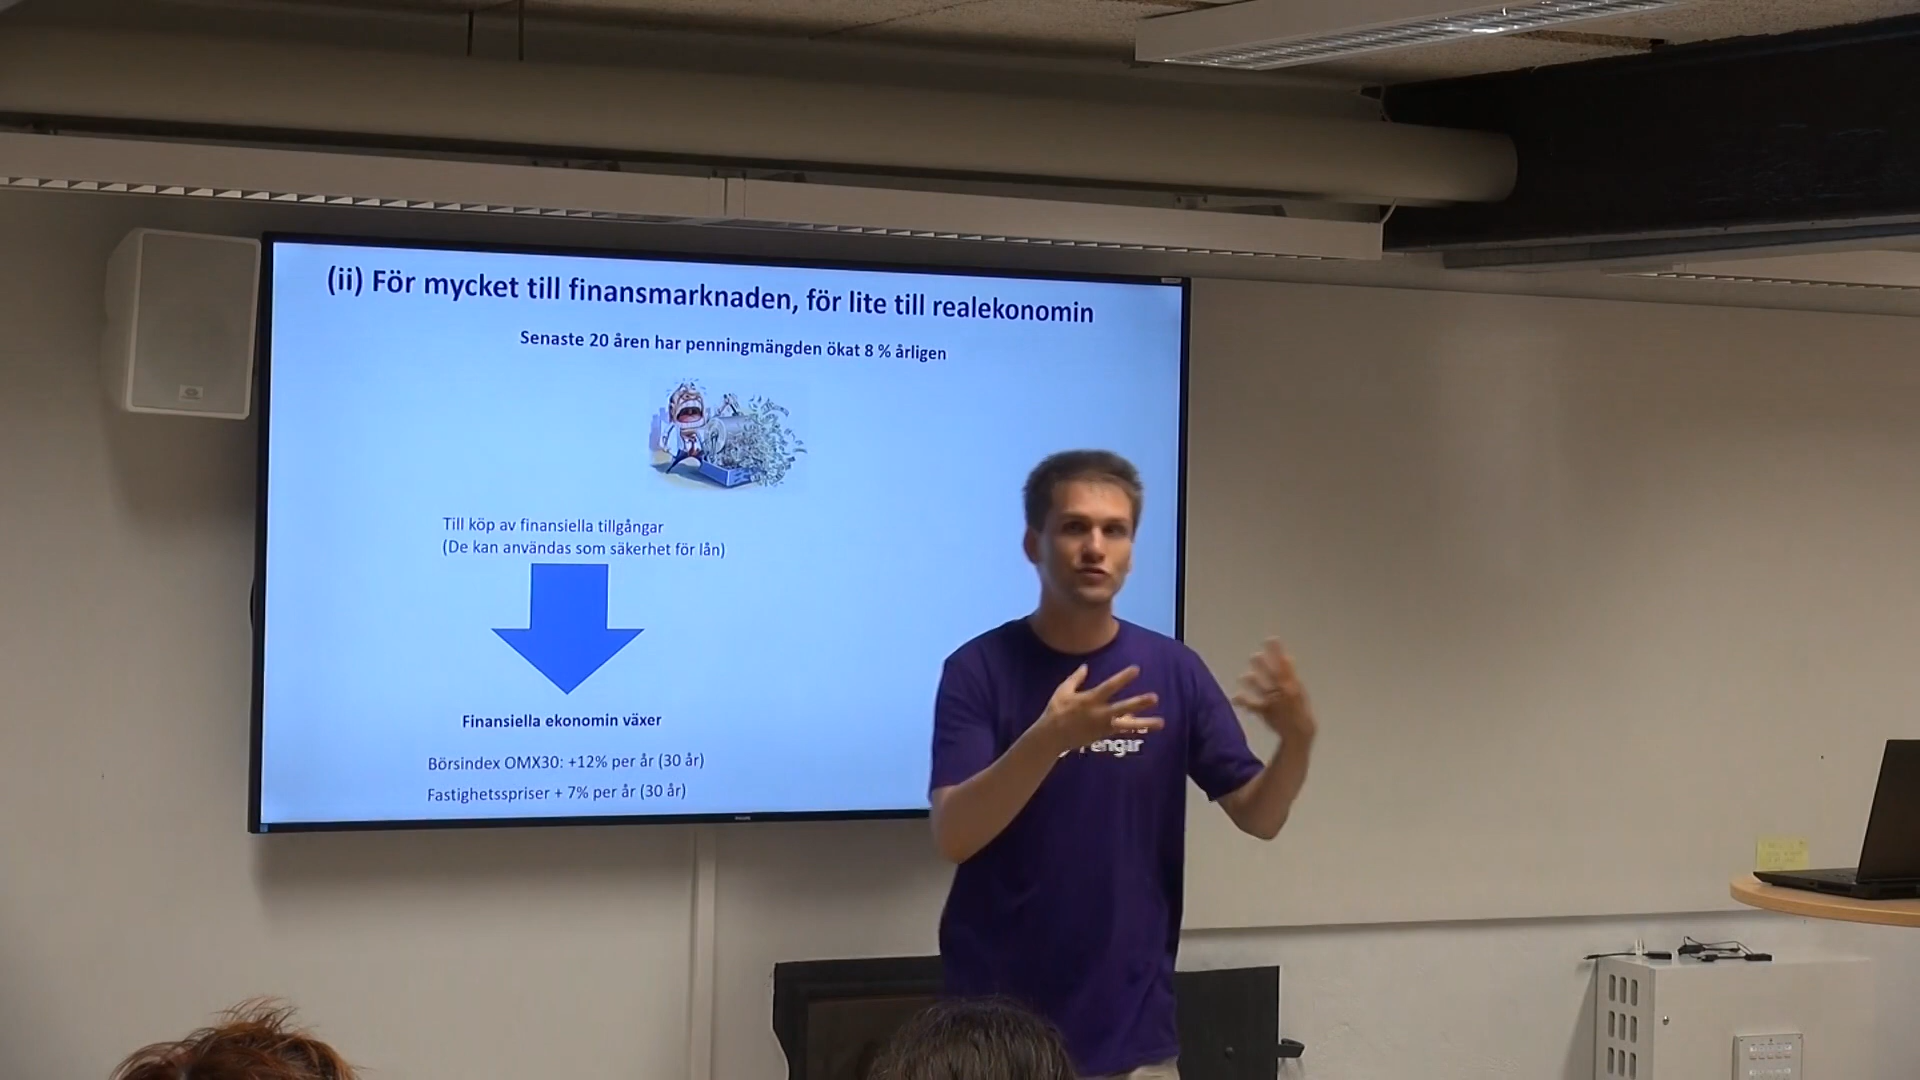 (ii) För mycket till finansmarknaden, för lite till realekonomin
Senaste 20 åren har penningmängden ökat 8 % årligen
Till köp av finansiella tillgångar
(De kan användas som säkerhet för lån)
Finansiella ekonomin växer
Börsindex OMX30: +12% per år (30 år)
Fastighetsspriser + 7% per år (30 år)